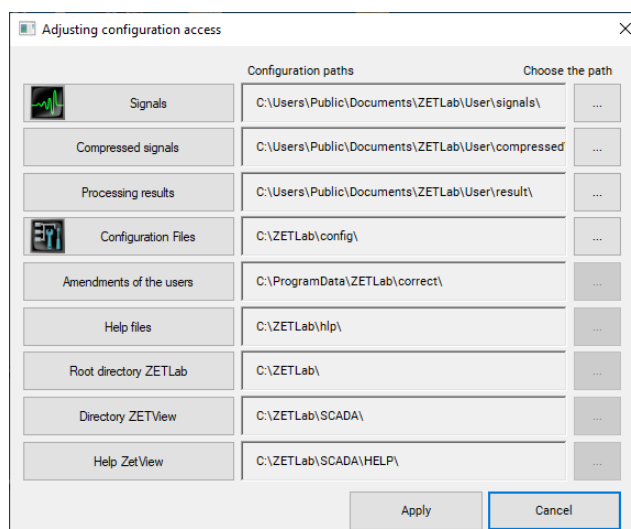 Adjusting configuration access
Configuration paths Choose the path
Signals C:\Users\Public\Documents\ZETLab\User\signals\ ...
Compressed signals C:\Users\Public\Documents\ZETLab\User\compressed\ ...
Processing results C:\Users\Public\Documents\ZETLab\User\result\ ...
Configuration Files C:\ZETLab\config\ ...
Amendments of the users C:\ProgramData\ZETLab\correct\ ...
Help files C:\ZETLab\hlp\ ...
Root directory ZETLab C:\ZETLab\ ...
Directory ZETView C:\ZETLab\SCADA\ ...
Help ZetView C:\ZETLab\SCADA\HELP\ ...
Apply Cancel